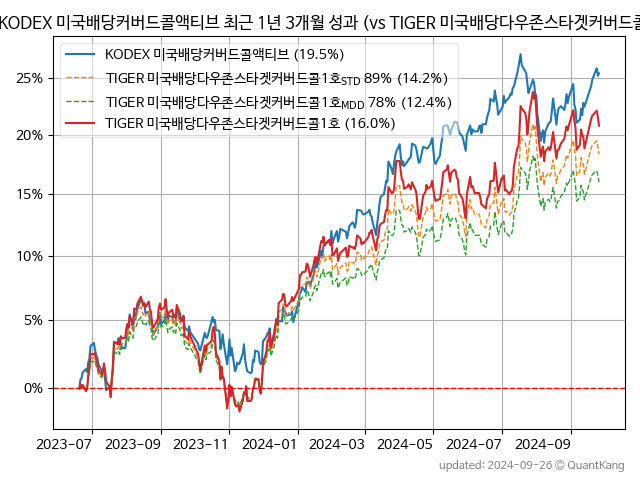 KODEX 미국배당커버드콜액티브 최근 1년 3개월 성과 (vs TIGER 미국배당다우존스타겟커버드콜
KODEX 미국배당커버드콜액티브 (19.5%)
TIGER 미국배당다우존스타겟커버드콜1호STD 89% (14.2%)
TIGER 미국배당다우존스타겟커버드콜1호MDD 78% (12.4%)
TIGER 미국배당다우존스타겟커버드콜1호 (16.0%)
25%
20%
15%
10%
5%
0%
2023-07 2023-09 2023-11 2024-01 2024-03 2024-05 2024-07 2024-09
updated: 2024-09-26 © QuantKang